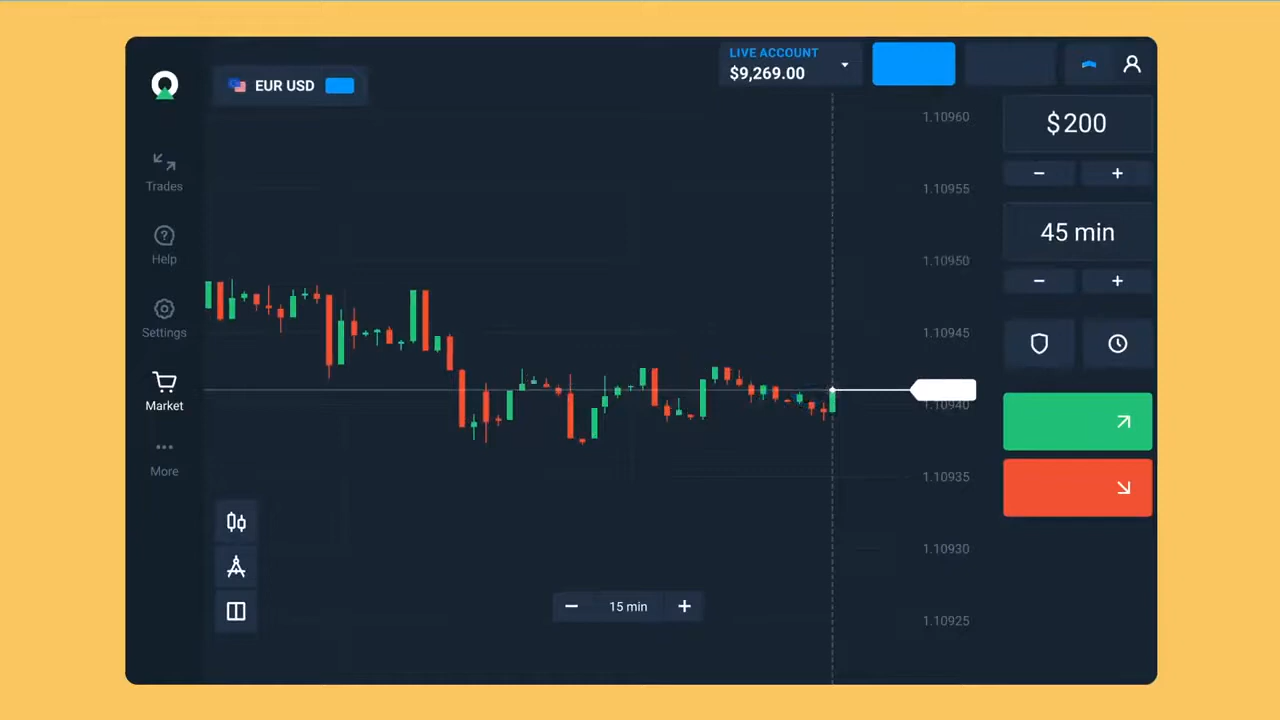 LIVE ACCOUNT
$9,269.00
EUR USD
$200
45 min
Trades
Help
Settings
Market
More
1.10960
1.10955
1.10950
1.10945
1.10940
1.10935
1.10930
1.10925
15 min